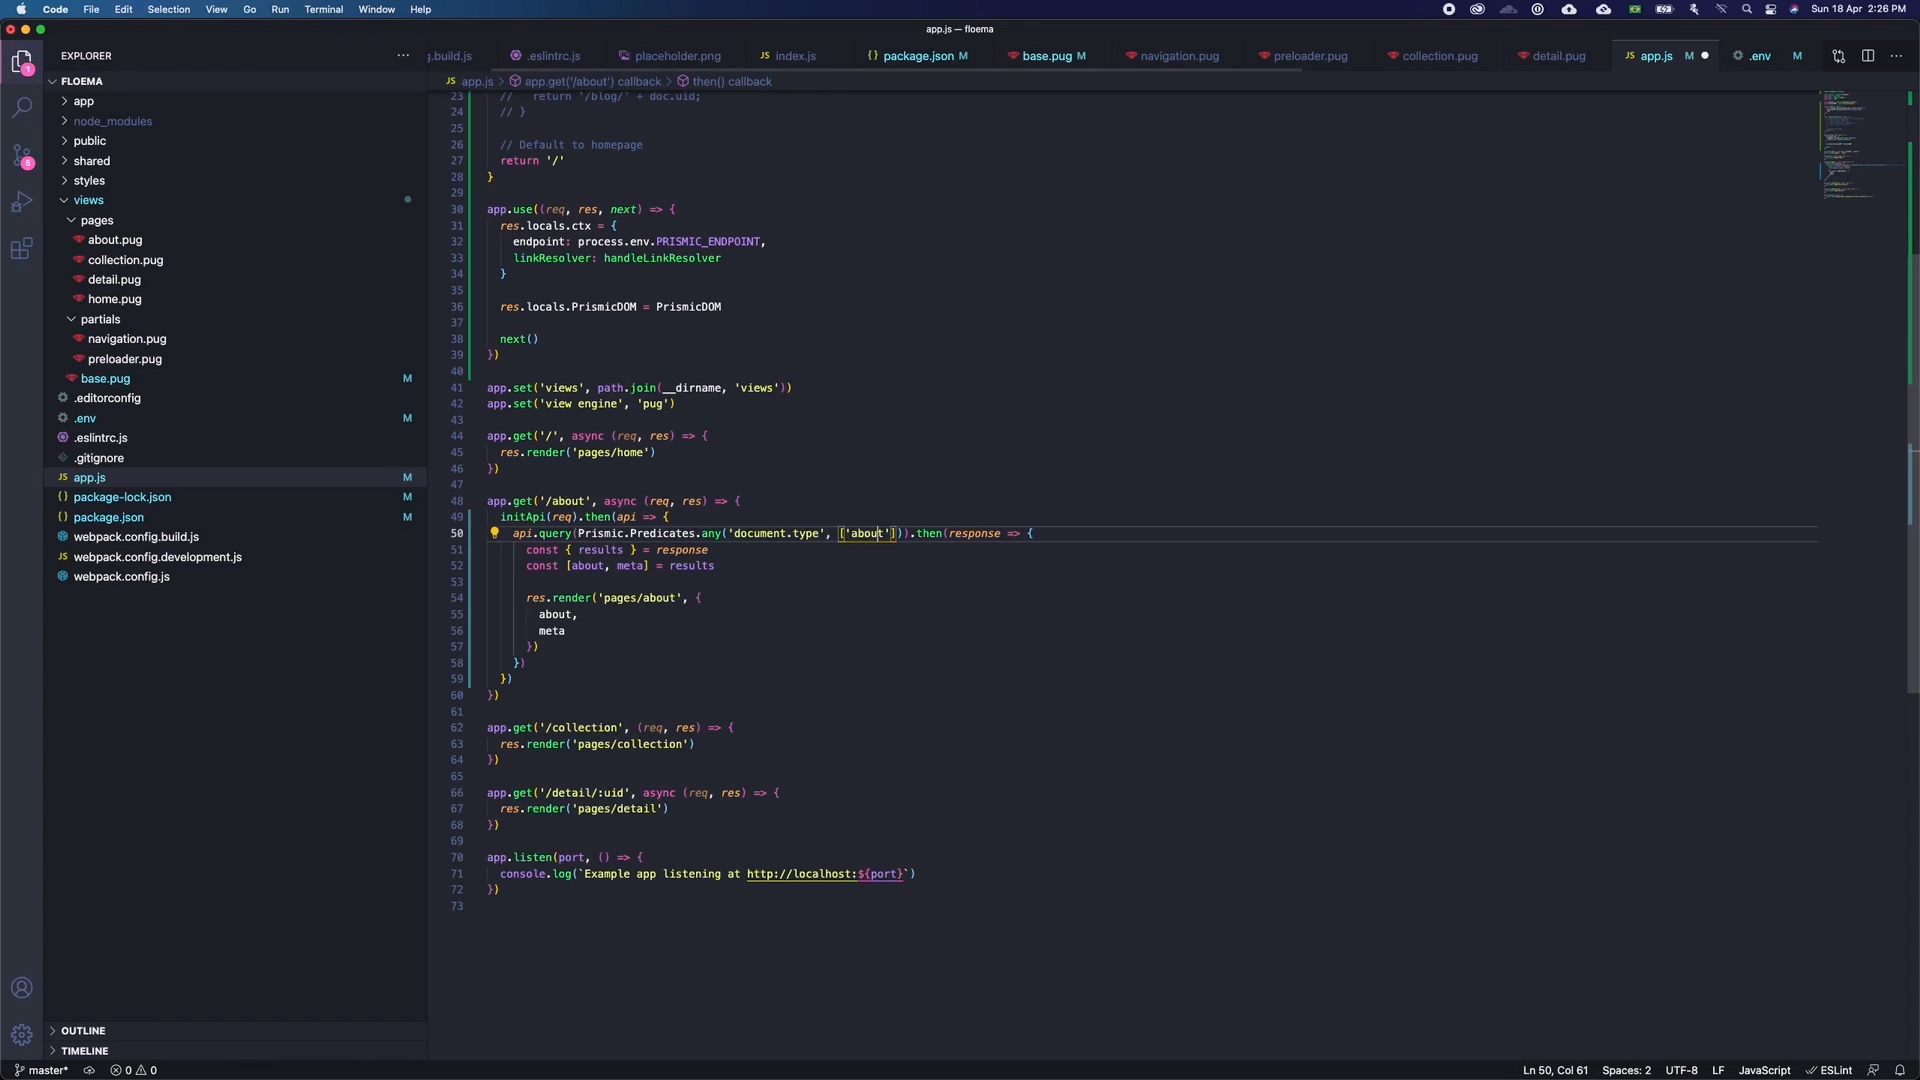 Code File Edit Selection View Go Run Terminal Window Help Sun 18 Apr 2:26 PM
app.js — floema
EXPLORER
g.build.js .eslintrc.js placeholder.png JS index.js {} package.json M base.pug M navigation.pug preloader.pug collection.pug detail.pug JS app.js M .env M
JS app.js > app.get('/about') callback > then() callback
FLOEMA
app
node_modules
public
shared
styles
views
pages
about.pug
collection.pug
detail.pug
home.pug
partials
navigation.pug
preloader.pug
base.pug M
.editorconfig
.env M
.eslintrc.js
.gitignore
JS app.js M
{} package-lock.json M
{} package.json M
webpack.config.build.js
JS webpack.config.development.js
webpack.config.js
OUTLINE
TIMELINE
1
5
23 //   return '/blog/' + doc.uid;
24 // }
25
26 // Default to homepage
27 return '/'
28 }
29
30 app.use((req, res, next) => {
31 res.locals.ctx = {
32 endpoint: process.env.PRISMIC_ENDPOINT,
33 linkResolver: handleLinkResolver
34 }
35
36 res.locals.PrismicDOM = PrismicDOM
37
38 next()
39 })
40
41 app.set('views', path.join(__dirname, 'views'))
42 app.set('view engine', 'pug')
43
44 app.get('/', async (req, res) => {
45 res.render('pages/home')
46 })
47
48 app.get('/about', async (req, res) => {
49 initApi(req).then(api => {
50 api.query(Prismic.Predicates.any('document.type', ['about'])).then(response => {
51 const { results } = response
52 const [about, meta] = results
53
54 res.render('pages/about', {
55 about,
56 meta
57 })
58 })
59 })
60 })
61
62 app.get('/collection', (req, res) => {
63 res.render('pages/collection')
64 })
65
66 app.get('/detail/:uid', async (req, res) => {
67 res.render('pages/detail')
68 })
69
70 app.listen(port, () => {
71 console.log(`Example app listening at http://localhost:${port}`)
72 })
73
master* 0 0 Ln 50, Col 61 Spaces: 2 UTF-8 LF JavaScript ESLint